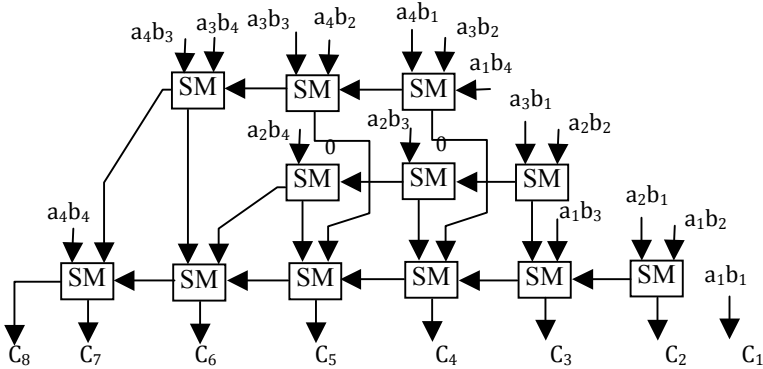 a₄b₃ a₃b₄ a₃b₃ a₄b₂ a₄b₁ a₃b₂
a₁b₄
SM SM SM
a₃b₁ a₂b₂
a₂b₄ 0 a₂b₃ 0
SM SM SM
a₄b₄ a₁b₃ a₂b₁ a₁b₂
SM SM SM SM SM SM a₁b₁
C₈ C₇ C₆ C₅ C₄ C₃ C₂ C₁